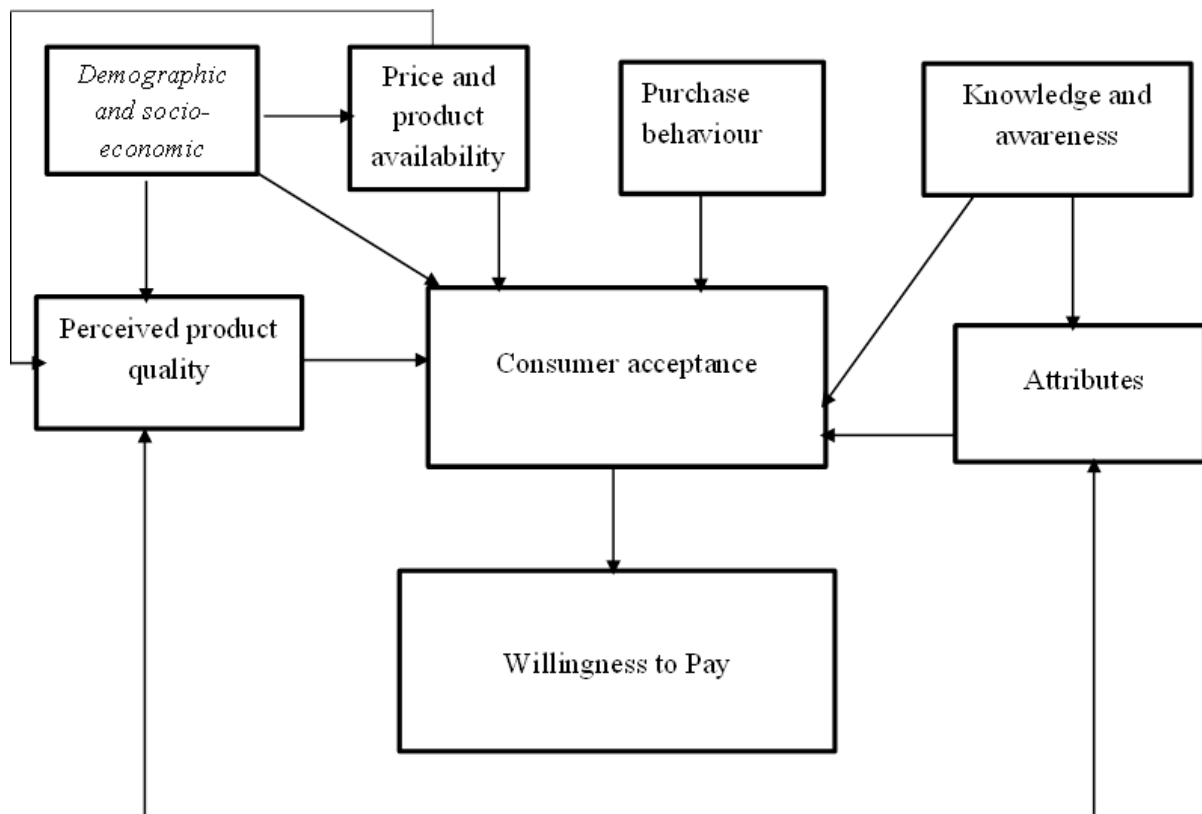 Demographic
and socio-
economic
Price and
product
availability
Purchase
behaviour
Knowledge and
awareness
Perceived product
quality
Consumer acceptance
Attributes
Willingness to Pay